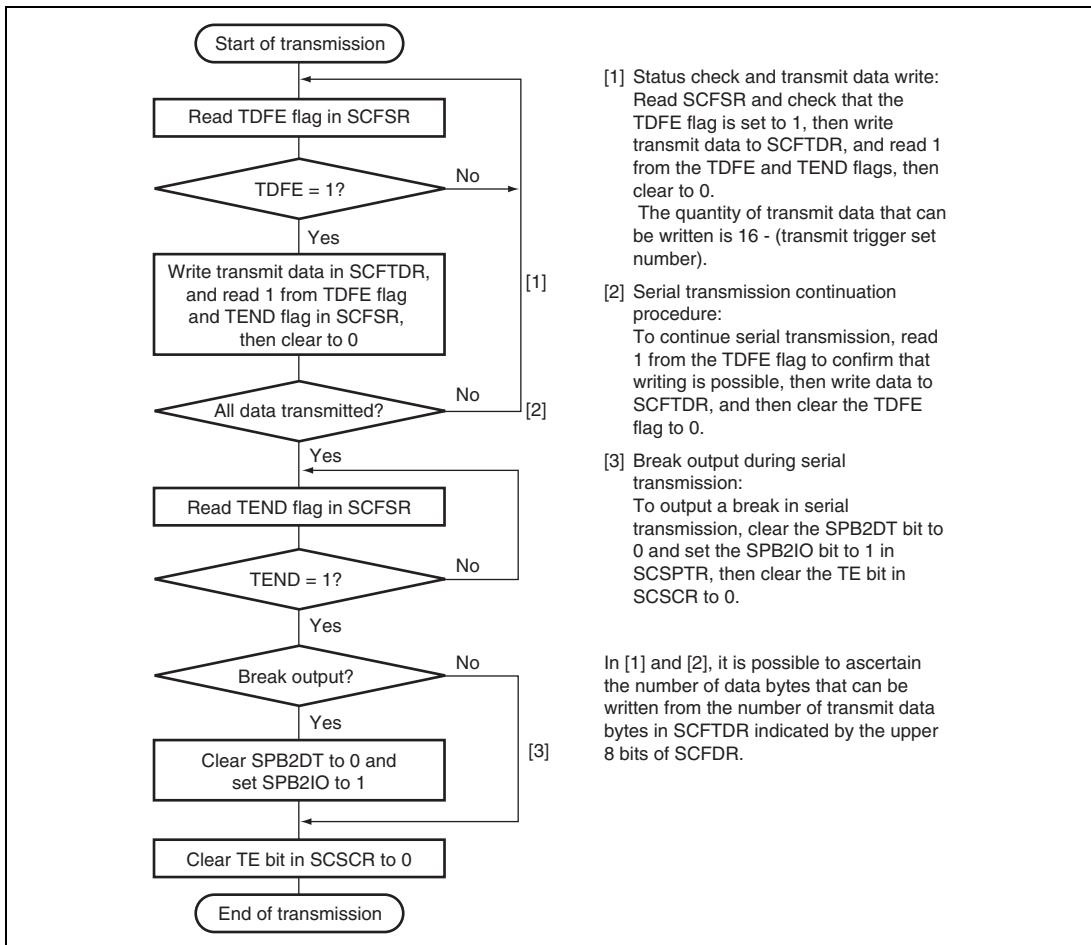 Start of transmission
Read TDFE flag in SCFSR
TDFE = 1?
No
Yes
Write transmit data in SCFTDR,
and read 1 from TDFE flag
and TEND flag in SCFSR,
then clear to 0
[1]
All data transmitted?
No
[2]
Yes
Read TEND flag in SCFSR
TEND = 1?
No
Yes
Break output?
No
Yes
Clear SPB2DT to 0 and
set SPB2IO to 1
[3]
Clear TE bit in SCSCR to 0
End of transmission
[1] Status check and transmit data write:
Read SCFSR and check that the
TDFE flag is set to 1, then write
transmit data to SCFTDR, and read 1
from the TDFE and TEND flags, then
clear to 0.
The quantity of transmit data that can
be written is 16 - (transmit trigger set
number).
[2] Serial transmission continuation
procedure:
To continue serial transmission, read
1 from the TDFE flag to confirm that
writing is possible, then write data to
SCFTDR, and then clear the TDFE
flag to 0.
[3] Break output during serial
transmission:
To output a break in serial
transmission, clear the SPB2DT bit to
0 and set the SPB2IO bit to 1 in
SCSPTR, then clear the TE bit in
SCSCR to 0.
In [1] and [2], it is possible to ascertain
the number of data bytes that can be
written from the number of transmit data
bytes in SCFTDR indicated by the upper
8 bits of SCFDR.